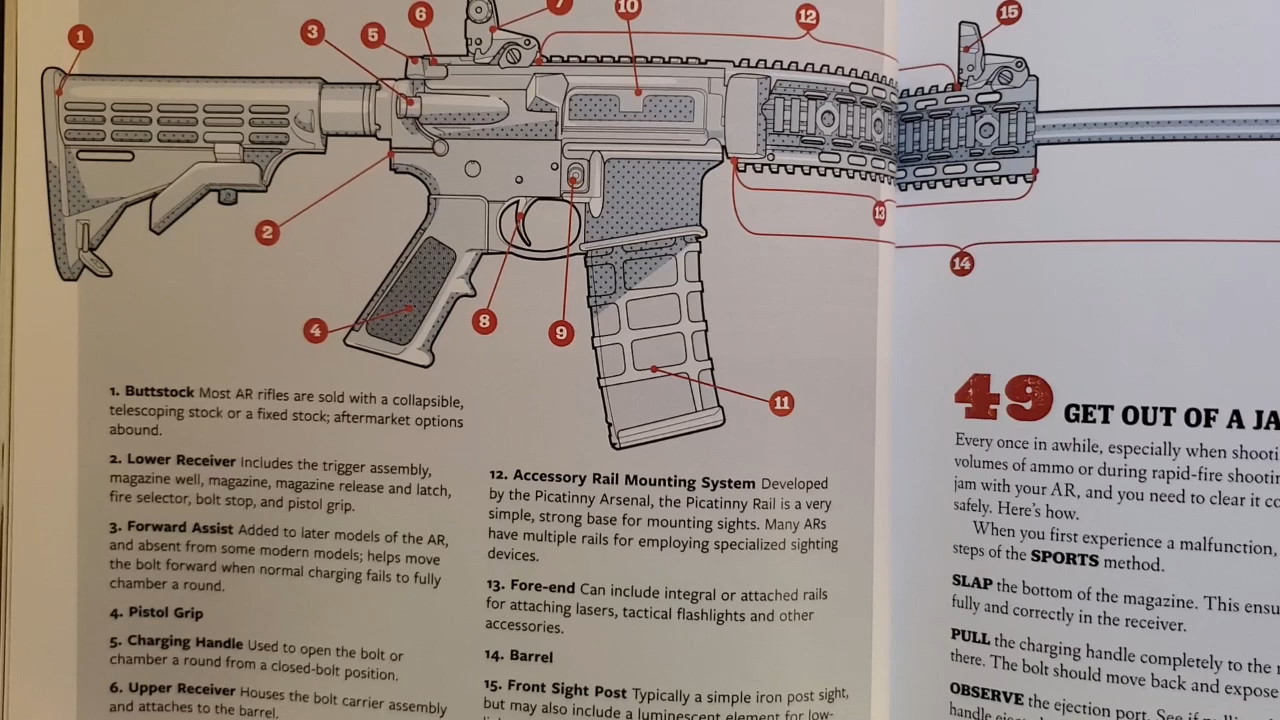 1
3
5
6
7
10
12
15
2
4
8
9
11
13
14
1. Buttstock Most AR rifles are sold with a collapsible,
telescoping stock or a fixed stock; aftermarket options
abound.
2. Lower Receiver Includes the trigger assembly,
magazine well, magazine, magazine release and latch,
fire selector, bolt stop, and pistol grip.
3. Forward Assist Added to later models of the AR,
and absent from some modern models; helps move
the bolt forward when normal charging fails to fully
chamber a round.
4. Pistol Grip
5. Charging Handle Used to open the bolt or
chamber a round from a closed-bolt position.
6. Upper Receiver Houses the bolt carrier assembly
and attaches to the barrel.
12. Accessory Rail Mounting System Developed
by the Picatinny Arsenal, the Picatinny Rail is a very
simple, strong base for mounting sights. Many ARs
have multiple rails for employing specialized sighting
devices.
13. Fore-end Can include integral or attached rails
for attaching lasers, tactical flashlights and other
accessories.
14. Barrel
15. Front Sight Post Typically a simple iron post sight,
but may also include a luminescent element for low-
49 GET OUT OF A JA
Every once in awhile, especially when shooti
volumes of ammo or during rapid-fire shootin
jam with your AR, and you need to clear it co
safely. Here's how.
When you first experience a malfunction,
steps of the SPORTS method.
SLAP the bottom of the magazine. This ensu
fully and correctly in the receiver.
PULL the charging handle completely to the
there. The bolt should move back and expose
OBSERVE the ejection port. See if